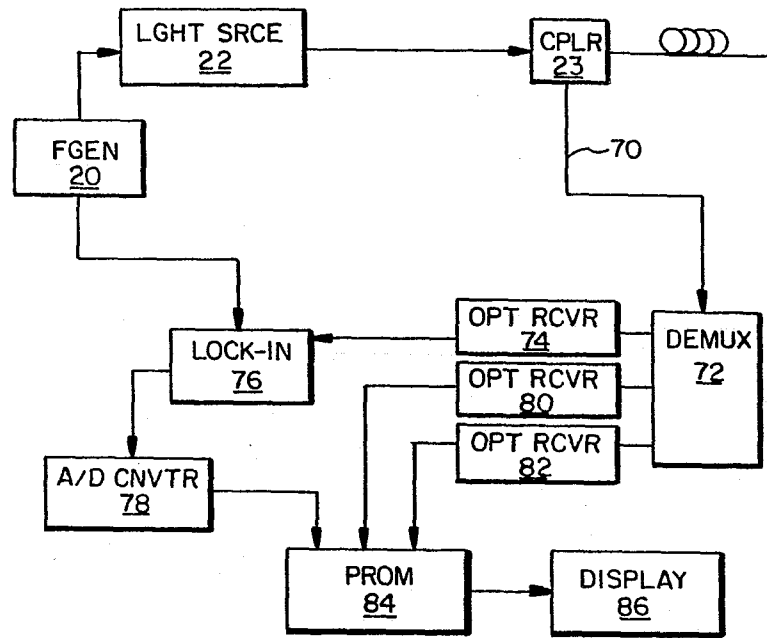 LGHT SRCE
22
CPLR
23
FGEN
20
70
OPT RCVR
74
DEMUX
72
LOCK-IN
76
OPT RCVR
80
OPT RCVR
82
A/D CNVTR
78
PROM
84
DISPLAY
86